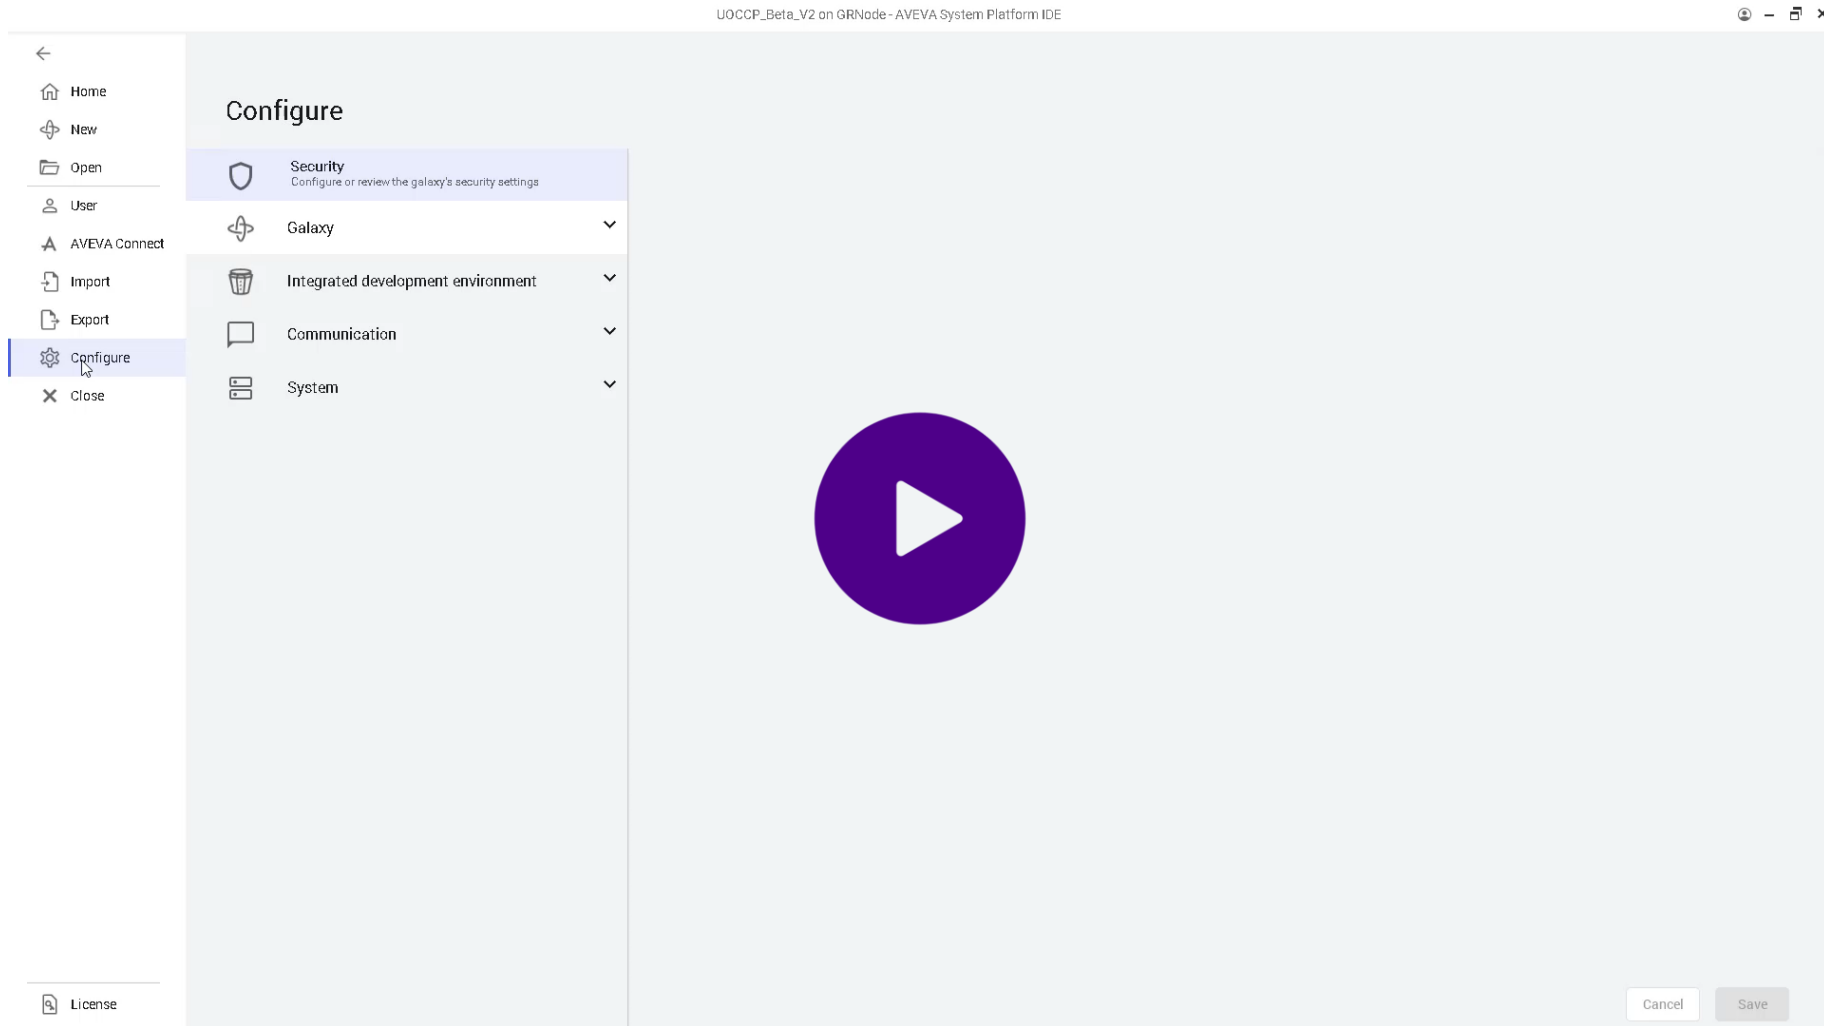 UOCCP_Beta_V2 on GRNode - AVEVA System Platform IDE
Home
New
Open
User
AVEVA Connect
Import
Export
Configure
Close
License
Configure
Security
Configure or review the galaxy's security settings
Galaxy
Integrated development environment
Communication
System
Cancel
Save